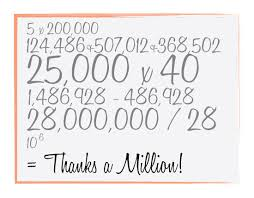 5 x 200,000
124,486+507,012+368,502
25,000 x 40
1,486,928 - 486,928
28,000,000 / 28
10⁶
= Thanks a Million!